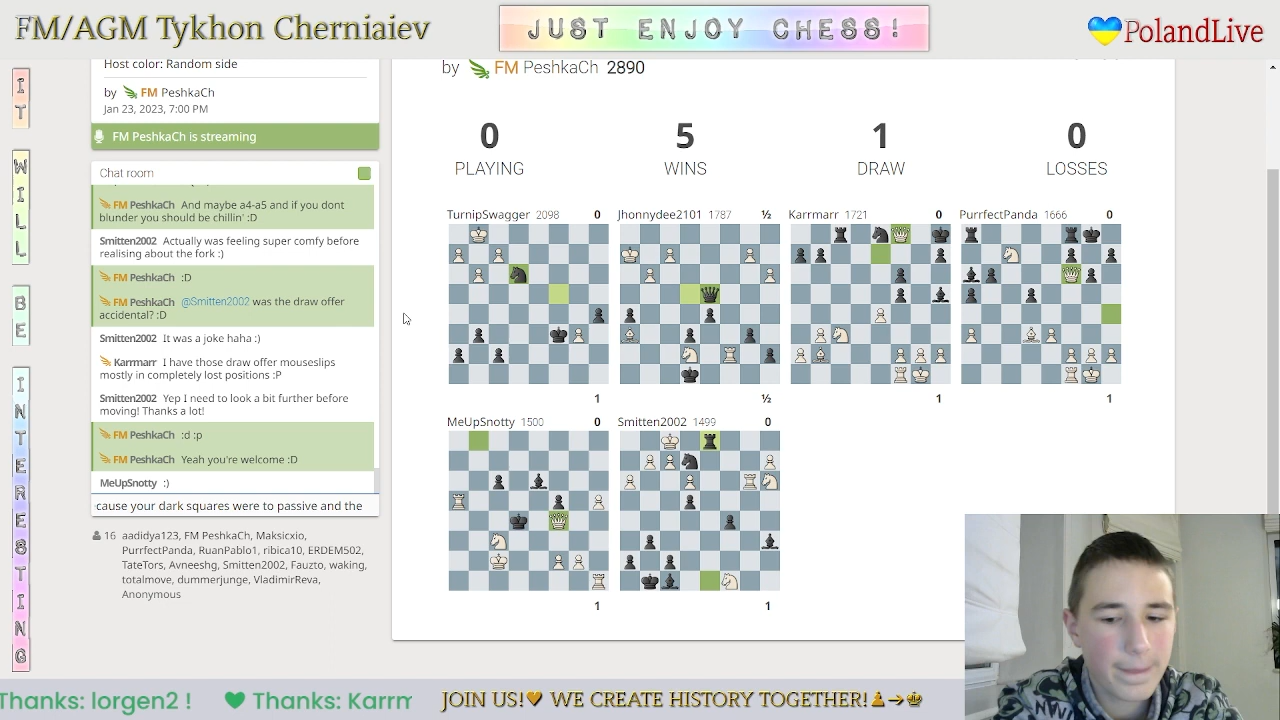 FM/AGM Tykhon Cherniaiev
JUST ENJOY CHESS!
PolandLive
IT
WILL
BE
INTERESTING
Host color: Random side
by FM PeshkaCh
Jan 23, 2023, 7:00 PM
FM PeshkaCh is streaming
Chat room
FM PeshkaCh And maybe a4-a5 and if you dont
blunder you should be chillin' :D
Smitten2002 Actually was feeling super comfy before
realising about the fork :)
FM PeshkaCh :D
FM PeshkaCh @Smitten2002 was the draw offer
accidental? :D
Smitten2002 It was a joke haha :)
Karrmarr I have those draw offer mouseslips
mostly in completely lost positions :P
Smitten2002 Yep I need to look a bit further before
moving! Thanks a lot!
FM PeshkaCh :d :p
FM PeshkaCh Yeah you're welcome :D
MeUpSnotty :)
cause your dark squares were to passive and the
16 aadidya123, FM PeshkaCh, Maksicxio,
PurrfectPanda, RuanPablo1, ribica10, ERDEM502,
TateTors, Avneeshg, Smitten2002, Fauzto, waking,
totalmove, dummerjunge, VladimirReva,
Anonymous
by FM PeshkaCh 2890
0 5 1 0
PLAYING WINS DRAW LOSSES
TurnipSwagger 2098 0
1
Jhonnydee2101 1787 ½
½
Karrmarr 1721 0
1
PurrfectPanda 1666 0
1
MeUpSnotty 1500 0
1
Smitten2002 1499 0
1
Thanks: lorgen2 ! Thanks: Karrm
JOIN US! WE CREATE HISTORY TOGETHER!